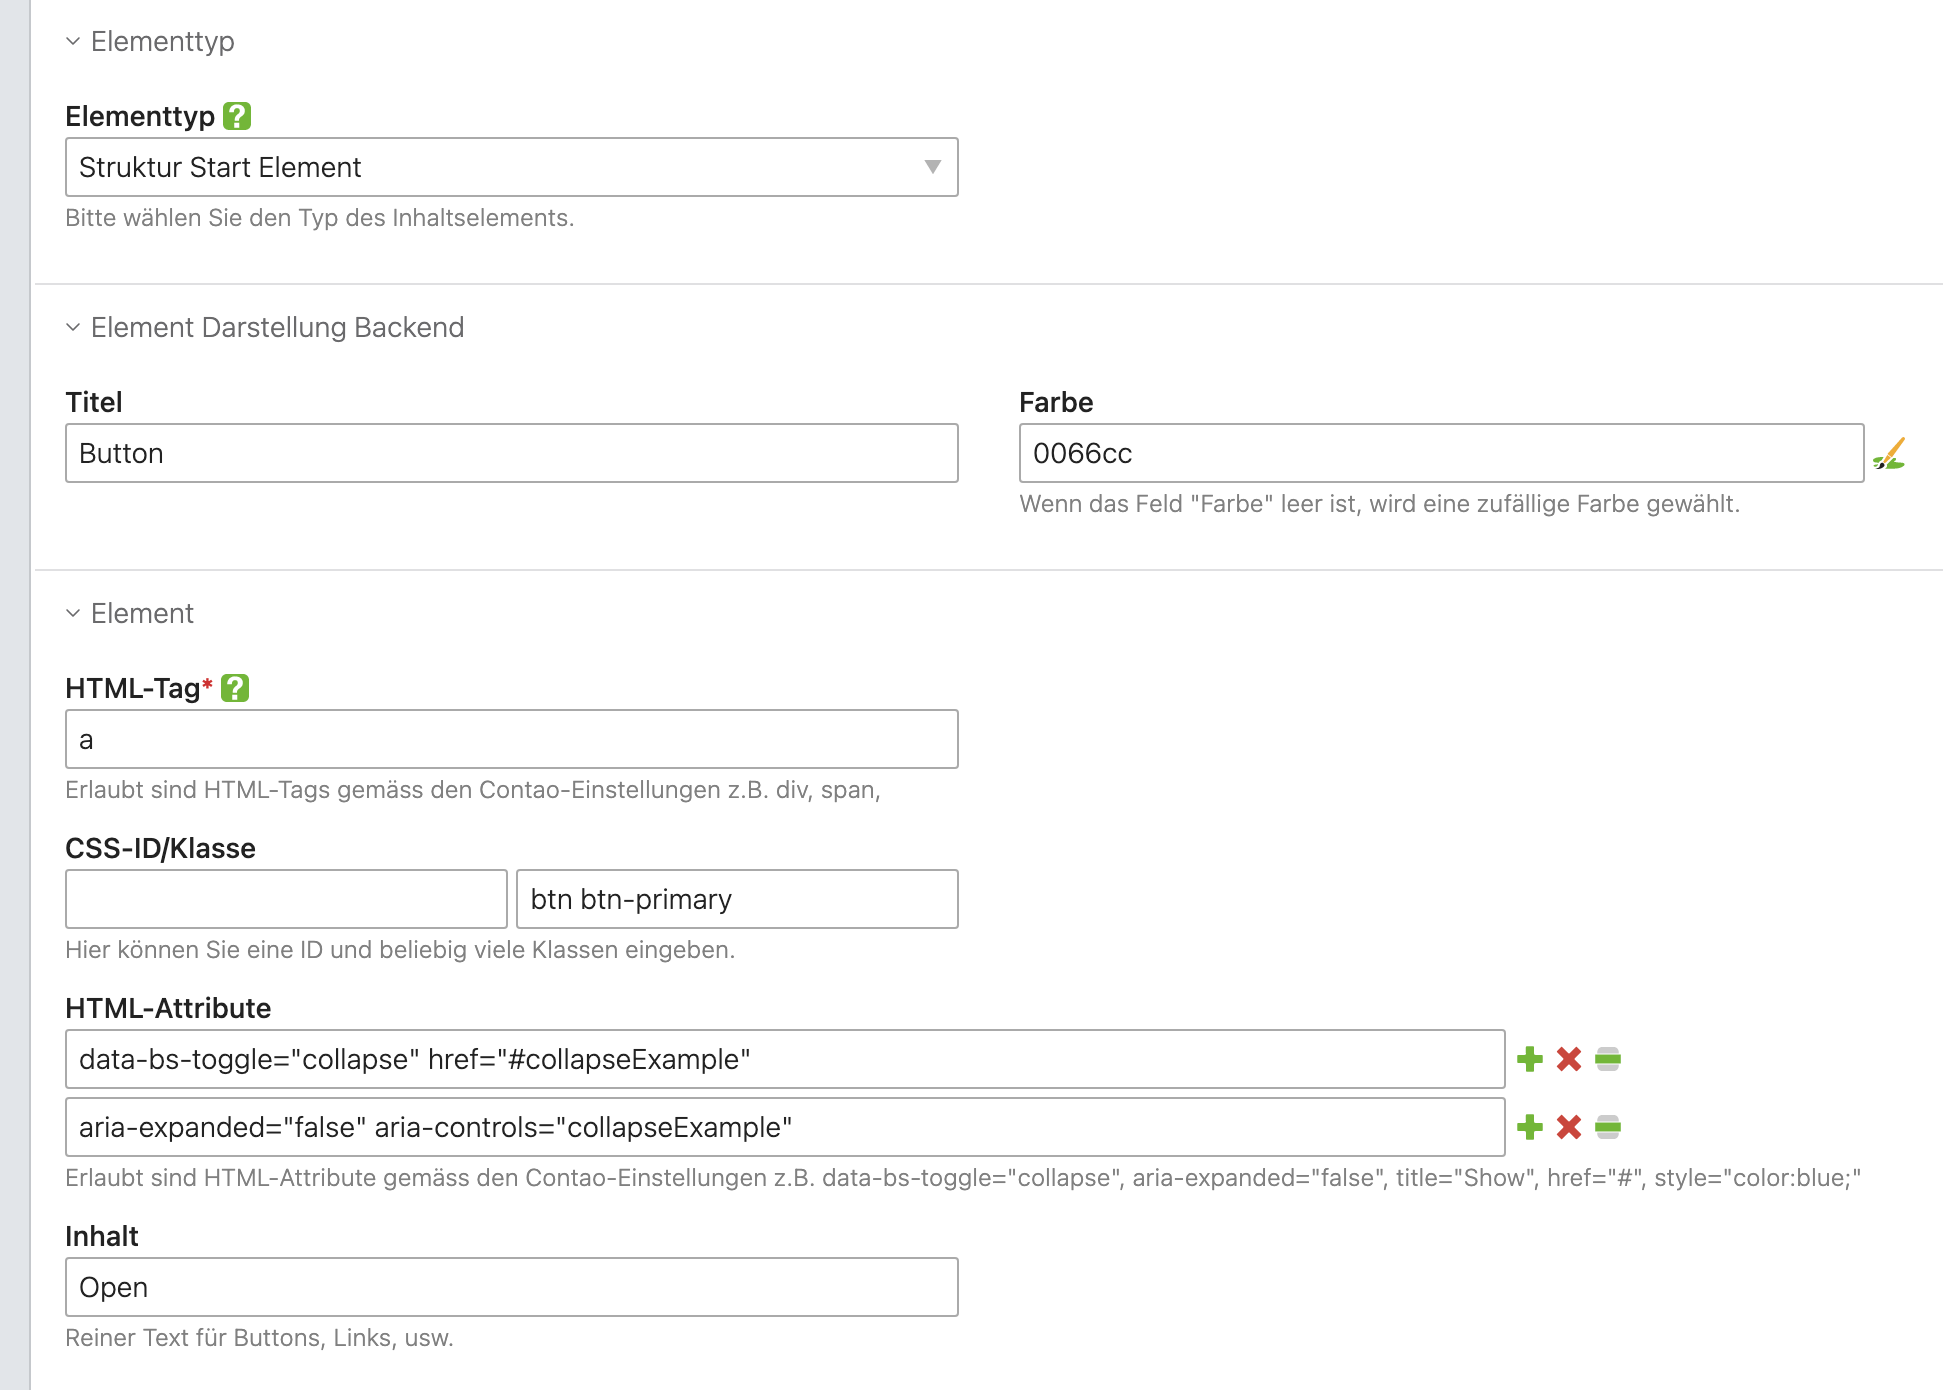 Elementtyp
Elementtyp ?
Struktur Start Element
Bitte wählen Sie den Typ des Inhaltselements.
Element Darstellung Backend
Titel
Farbe
Button
0066cc
Wenn das Feld "Farbe" leer ist, wird eine zufällige Farbe gewählt.
Element
HTML-Tag* ?
a
Erlaubt sind HTML-Tags gemäss den Contao-Einstellungen z.B. div, span,
CSS-ID/Klasse
btn btn-primary
Hier können Sie eine ID und beliebig viele Klassen eingeben.
HTML-Attribute
data-bs-toggle="collapse" href="#collapseExample"
aria-expanded="false" aria-controls="collapseExample"
Erlaubt sind HTML-Attribute gemäss den Contao-Einstellungen z.B. data-bs-toggle="collapse", aria-expanded="false", title="Show", href="#", style="color:blue;"
Inhalt
Open
Reiner Text für Buttons, Links, usw.